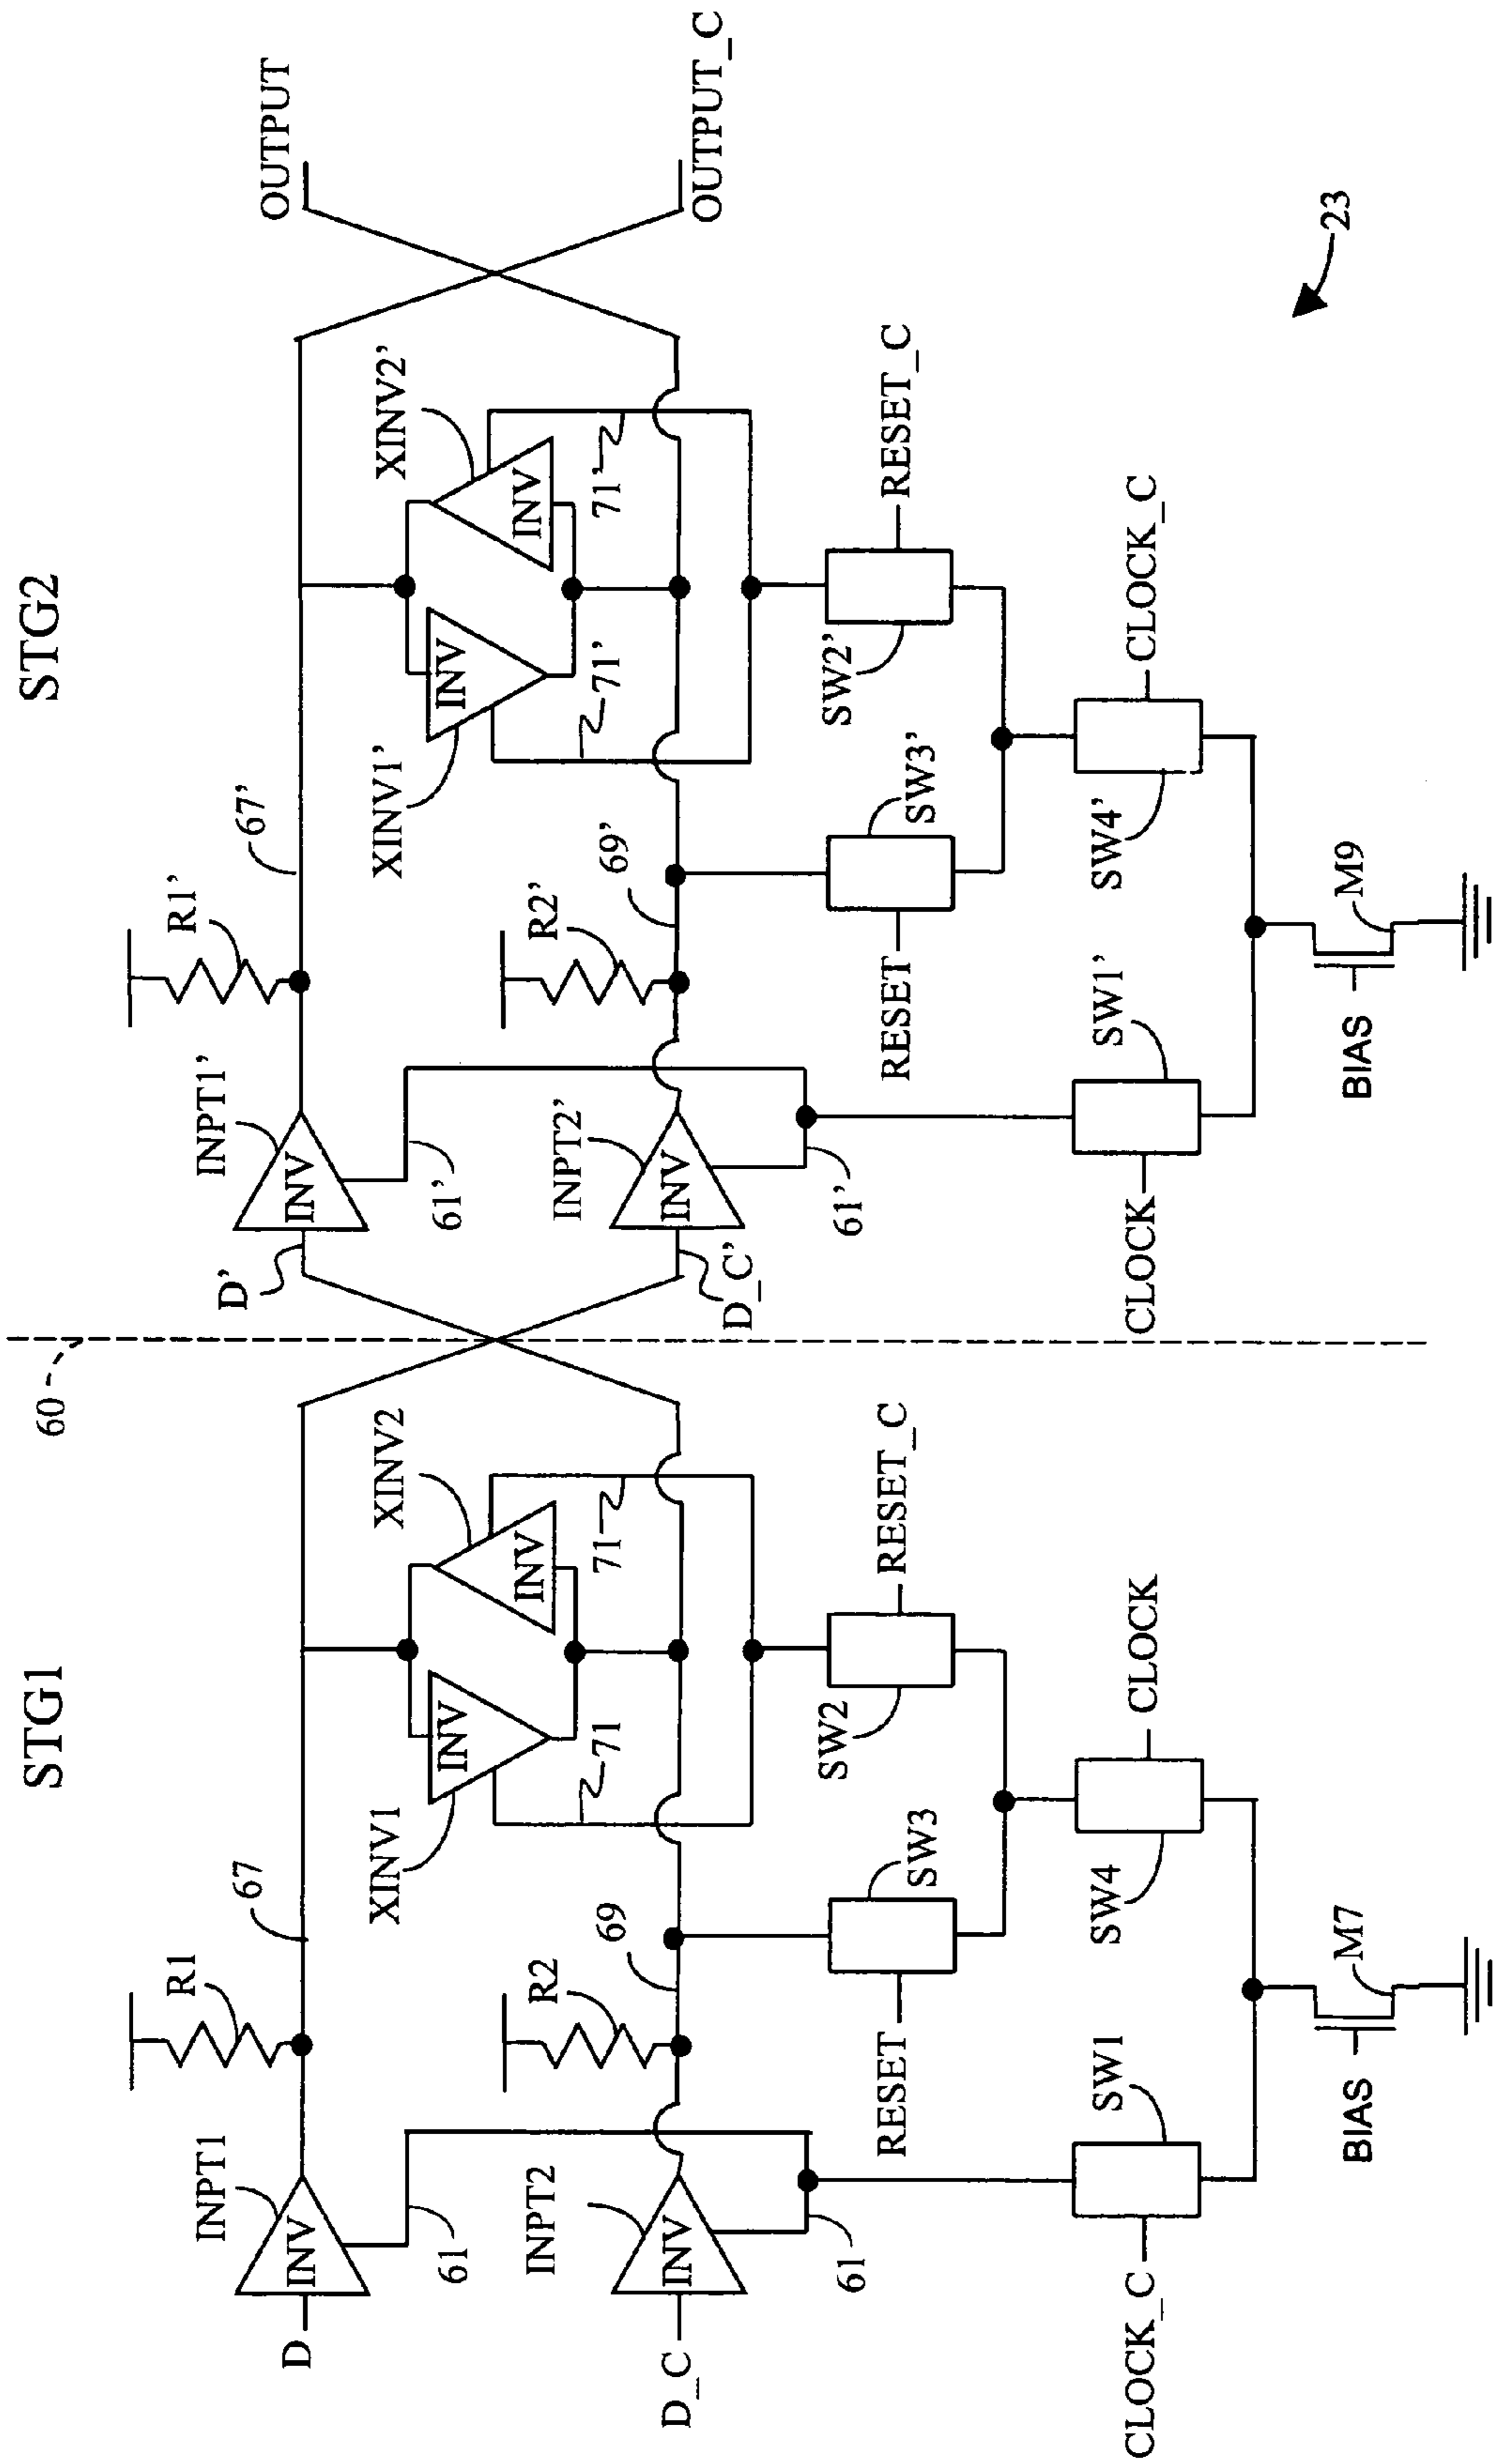 STG1
STG2
60
D
INPT1
INV
61
R1
67
XINV1
INV
XINV2
INV
D_C
INPT2
INV
61
R2
69
71
71
RESET
SW3
SW2
RESET_C
CLOCK_C
SW1
SW4
CLOCK
BIAS
M7
D'
INPT1'
INV
61'
R1'
67'
XINV1'
INV
XINV2'
INV
OUTPUT
D_C'
INPT2'
INV
61'
R2'
69'
71'
71'
OUTPUT_C
RESET
SW3'
SW2'
RESET_C
CLOCK
SW1'
SW4'
CLOCK_C
BIAS
M9
23